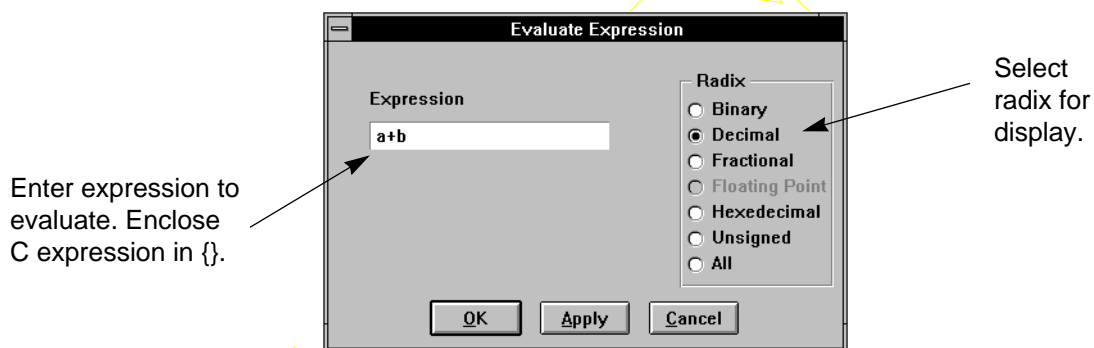 Evaluate Expression
Expression
a+b
Radix
Binary
Decimal
Fractional
Floating Point
Hexedecimal
Unsigned
All
OK
Apply
Cancel
Enter expression to
evaluate. Enclose
C expression in {}.
Select
radix for
display.